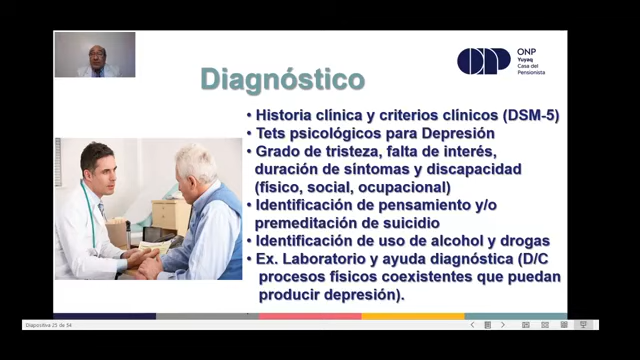 ONP
Yuyaq
Casa del
Pensionista
Diagnóstico
• Historia clínica y criterios clínicos (DSM-5)
• Tets psicológicos para Depresión
• Grado de tristeza, falta de interés,
duración de síntomas y discapacidad
(físico, social, ocupacional)
• Identificación de pensamiento y/o
premeditación de suicidio
• Identificación de uso de alcohol y drogas
• Ex. Laboratorio y ayuda diagnóstica (D/C
procesos físicos coexistentes que puedan
producir depresión).
Diapositiva 25 de 54